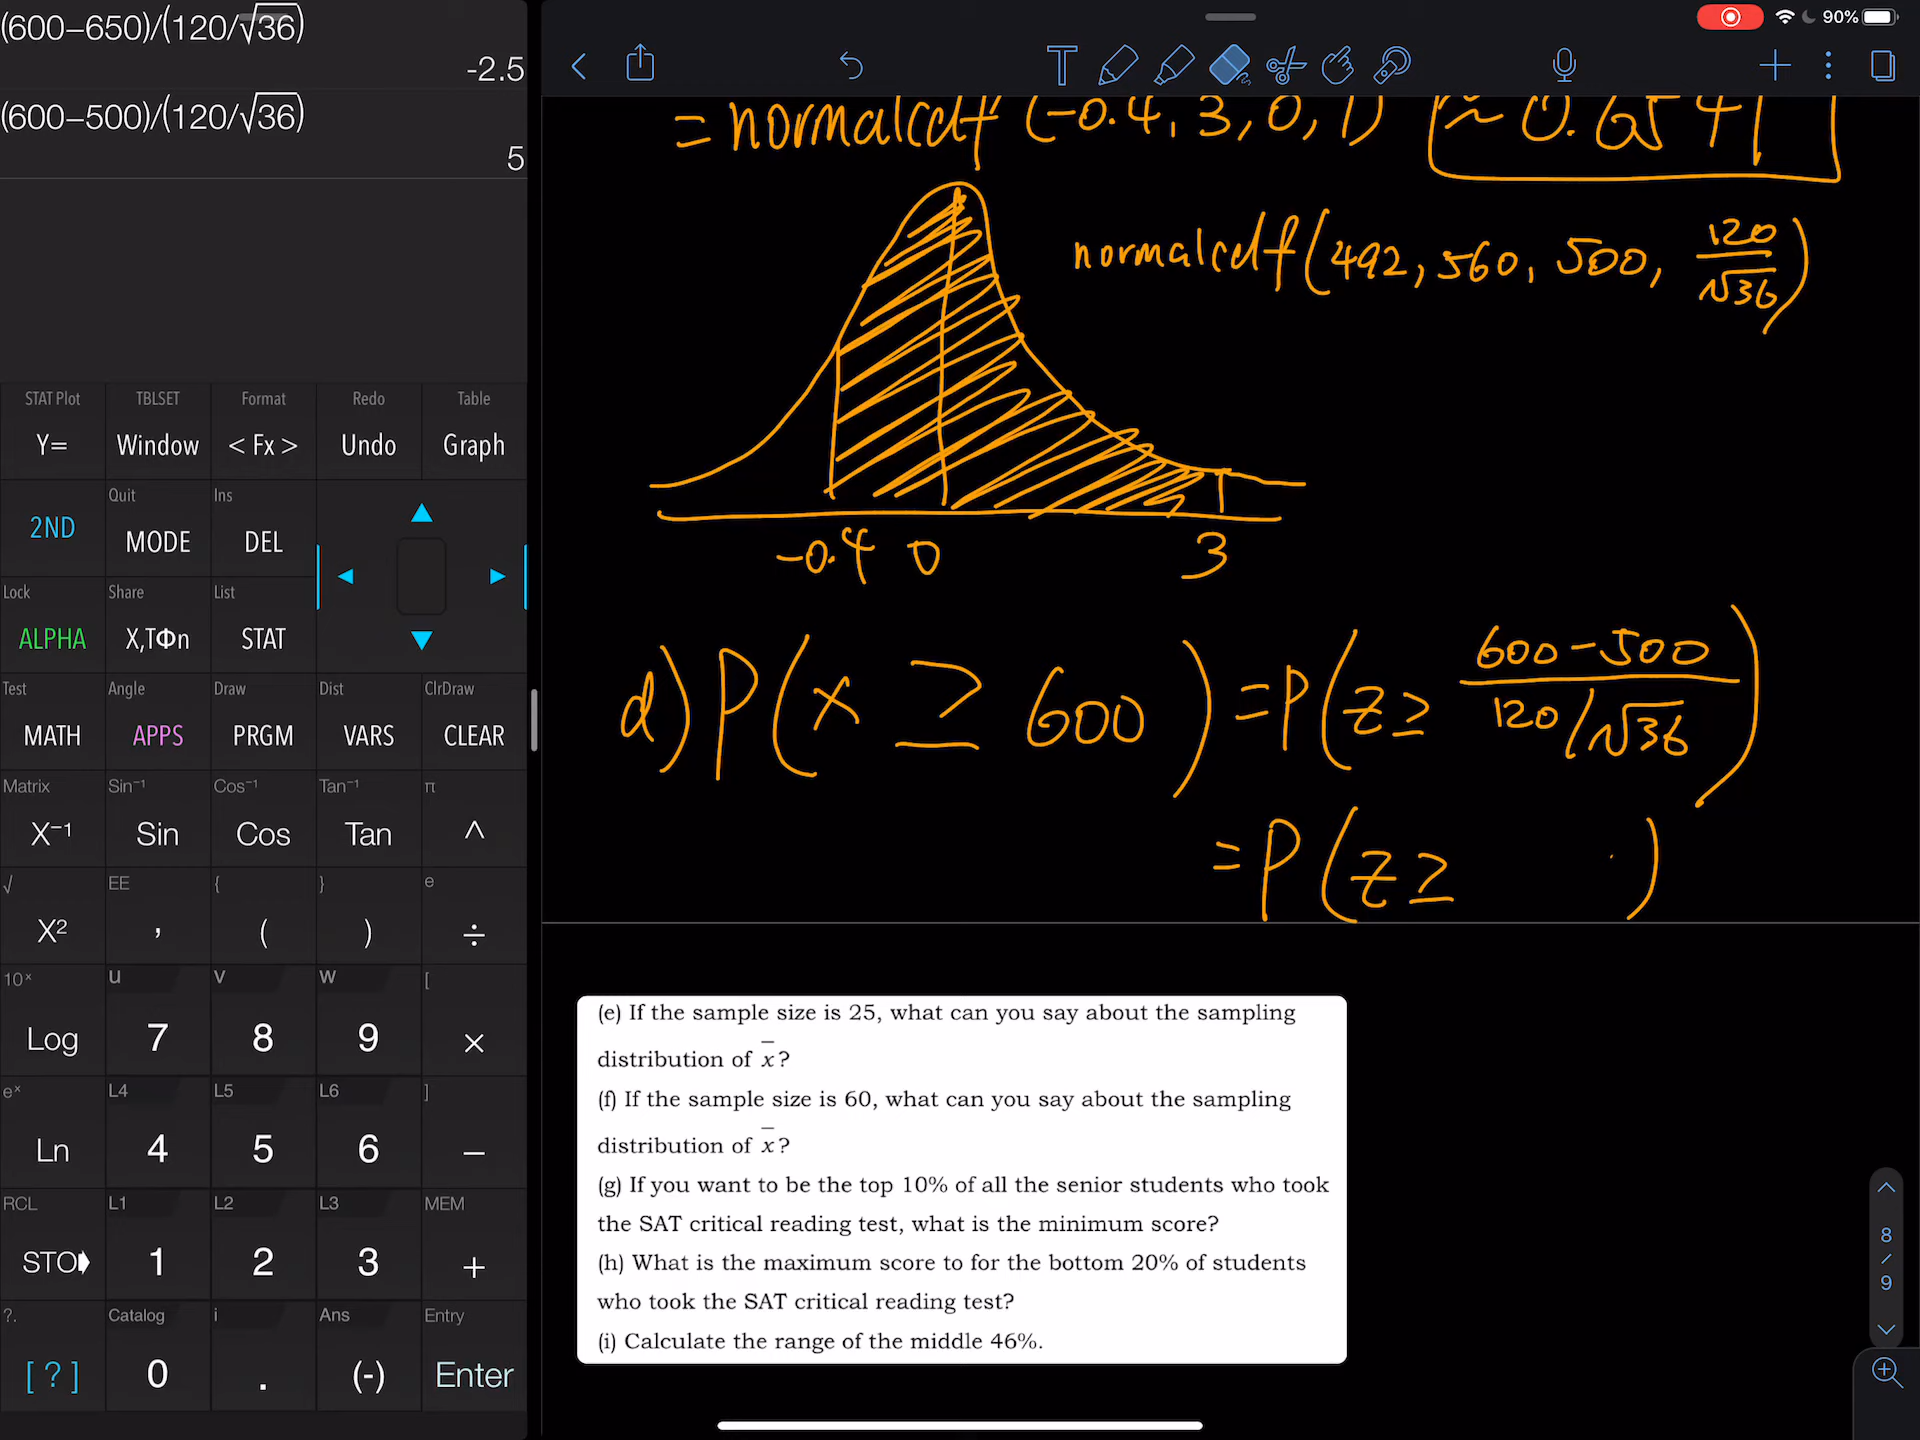 (600−650)/(120/√36)
-2.5
(600−500)/(120/√36)
5
90%
= normalcdf (-0.4, 3, 0, 1) ≈ 0.6541
normalcdf(492, 560, 500, 120/√36)
-0.4 0 3
d) P(x ≥ 600) = P(z ≥ (600-500)/(120/√36))
= P(z ≥ )
STAT Plot TBLSET Format Redo Table
Y= Window < Fx > Undo Graph
Quit Ins
2ND MODE DEL
Lock Share List
ALPHA X,TΦn STAT
Test Angle Draw Dist ClrDraw
MATH APPS PRGM VARS CLEAR
Matrix Sin⁻¹ Cos⁻¹ Tan⁻¹ π
X⁻¹ Sin Cos Tan ^
√ EE { } e
X² , ( ) ÷
10ˣ u v w [
Log 7 8 9 ×
eˣ L4 L5 L6 ]
Ln 4 5 6 −
RCL L1 L2 L3 MEM
STO 1 2 3 +
?. Catalog i Ans Entry
[ ? ] 0 . (-) Enter
(e) If the sample size is 25, what can you say about the sampling
distribution of x̅?
(f) If the sample size is 60, what can you say about the sampling
distribution of x̅?
(g) If you want to be the top 10% of all the senior students who took
the SAT critical reading test, what is the minimum score?
(h) What is the maximum score to for the bottom 20% of students
who took the SAT critical reading test?
(i) Calculate the range of the middle 46%.
8
/
9